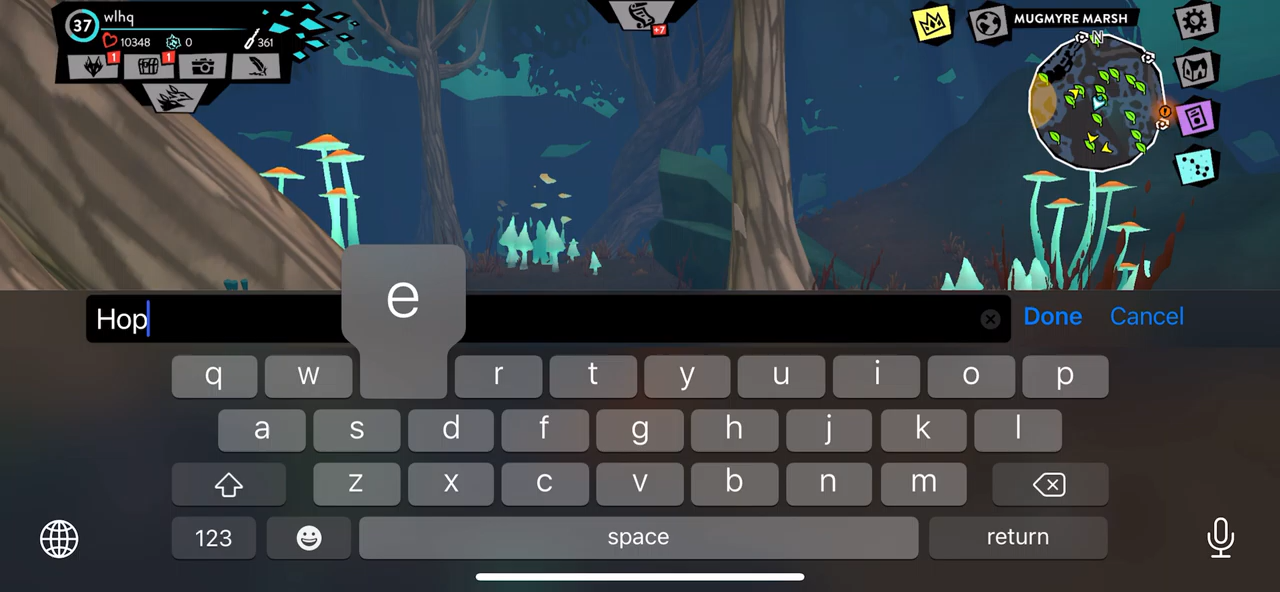 37 wlhq
10348 0 361
1 1
+7
MUGMYRE MARSH
N
e
Hop
Done Cancel
q w r t y u i o p
a s d f g h j k l
z x c v b n m
123 space return